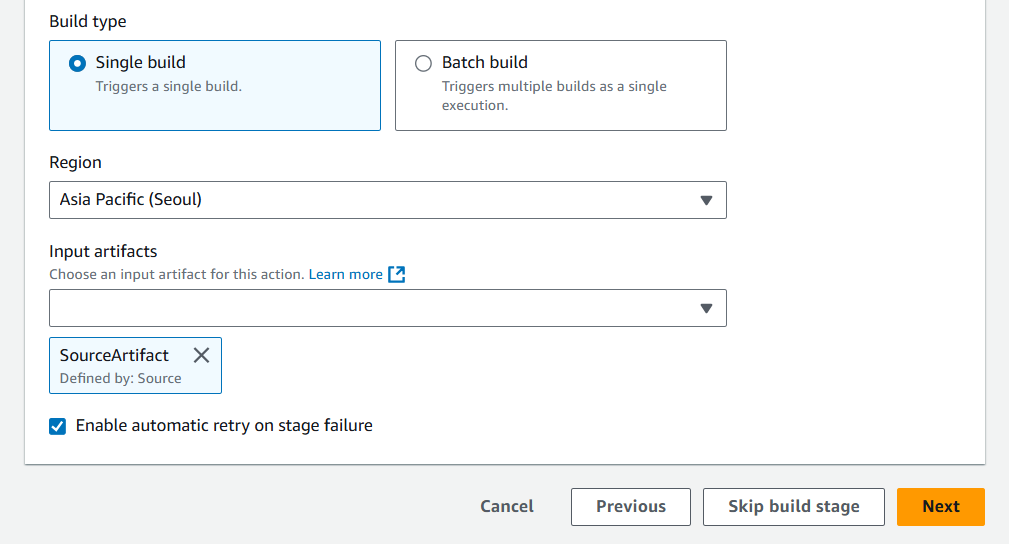 Build type
Single build
Triggers a single build.
Batch build
Triggers multiple builds as a single
execution.
Region
Asia Pacific (Seoul)
Input artifacts
Choose an input artifact for this action. Learn more
SourceArtifact
Defined by: Source
Enable automatic retry on stage failure
Cancel
Previous
Skip build stage
Next